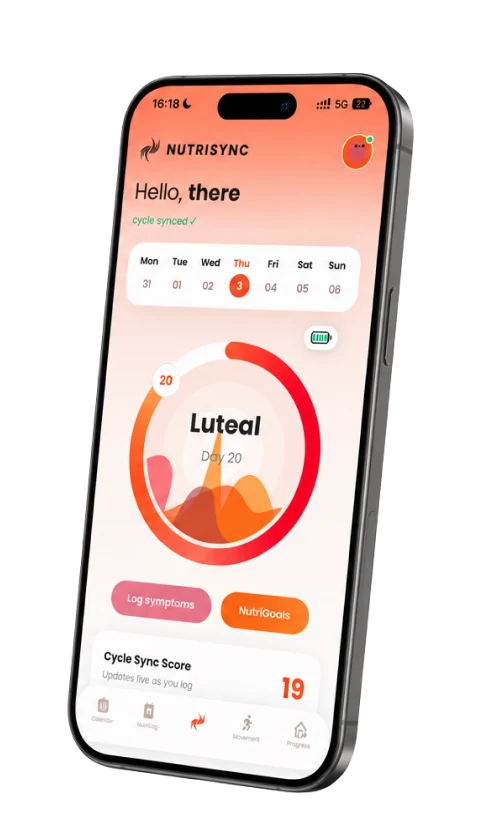 16:18 5G 22
NUTRISYNC
Hello, there
cycle synced ✓
Mon Tue Wed Thu Fri Sat Sun
31 01 02 3 04 05 06
20
Luteal
Day 20
Log symptoms NutriGoals
Cycle Sync Score
Updates live as you log
19
Calendar NutriLog Movement Progress